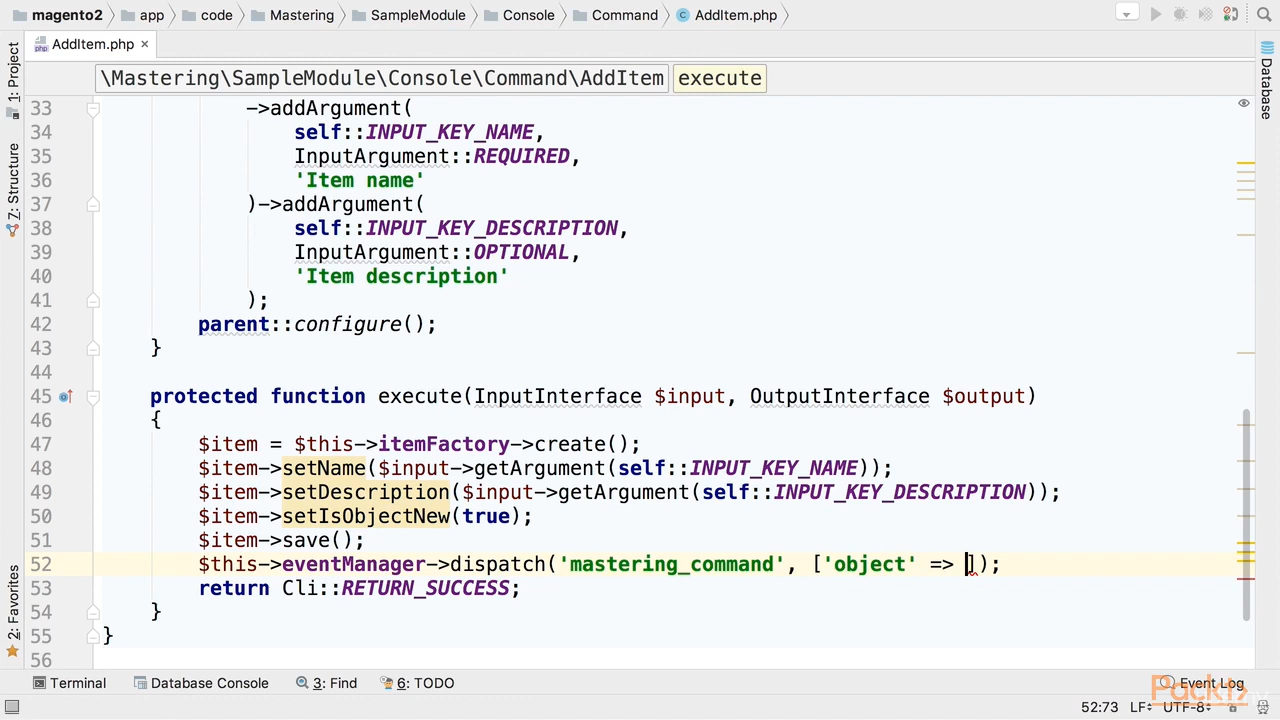 magento2 app code Mastering SampleModule Console Command AddItem.php
AddItem.php ×
\Mastering\SampleModule\Console\Command\AddItem execute
1: Project
7: Structure
2: Favorites
Database
33 ->addArgument(
34 self::INPUT_KEY_NAME,
35 InputArgument::REQUIRED,
36 'Item name'
37 )->addArgument(
38 self::INPUT_KEY_DESCRIPTION,
39 InputArgument::OPTIONAL,
40 'Item description'
41 );
42 parent::configure();
43 }
44
45 protected function execute(InputInterface $input, OutputInterface $output)
46 {
47 $item = $this->itemFactory->create();
48 $item->setName($input->getArgument(self::INPUT_KEY_NAME));
49 $item->setDescription($input->getArgument(self::INPUT_KEY_DESCRIPTION));
50 $item->setIsObjectNew(true);
51 $item->save();
52 $this->eventManager->dispatch('mastering_command', ['object' => ]);
53 return Cli::RETURN_SUCCESS;
54 }
55 }
56
Terminal Database Console 3: Find 6: TODO Event Log
52:73 LF UTF-8